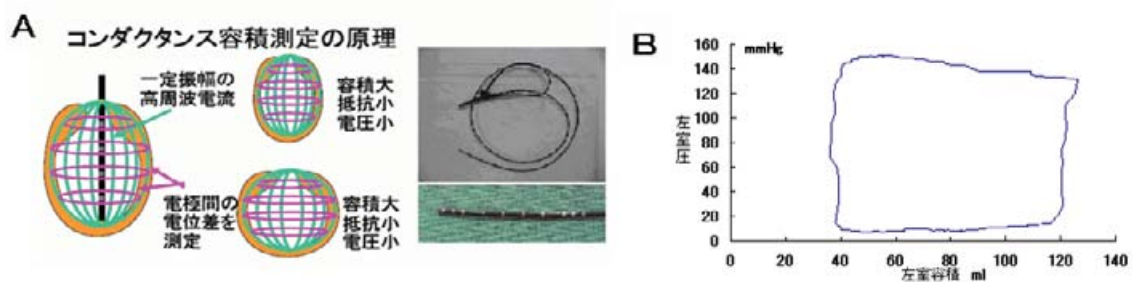 A
コンダクタンス容積測定の原理
一定振幅の
高周波電流
容積大
抵抗小
電圧小
電極間の
電位差を
測定
容積大
抵抗小
電圧小
B
mmHg
160
140
120
100
80
60
40
20
0
左室圧
0 20 40 60 80 100 120 140
左室容積 ml